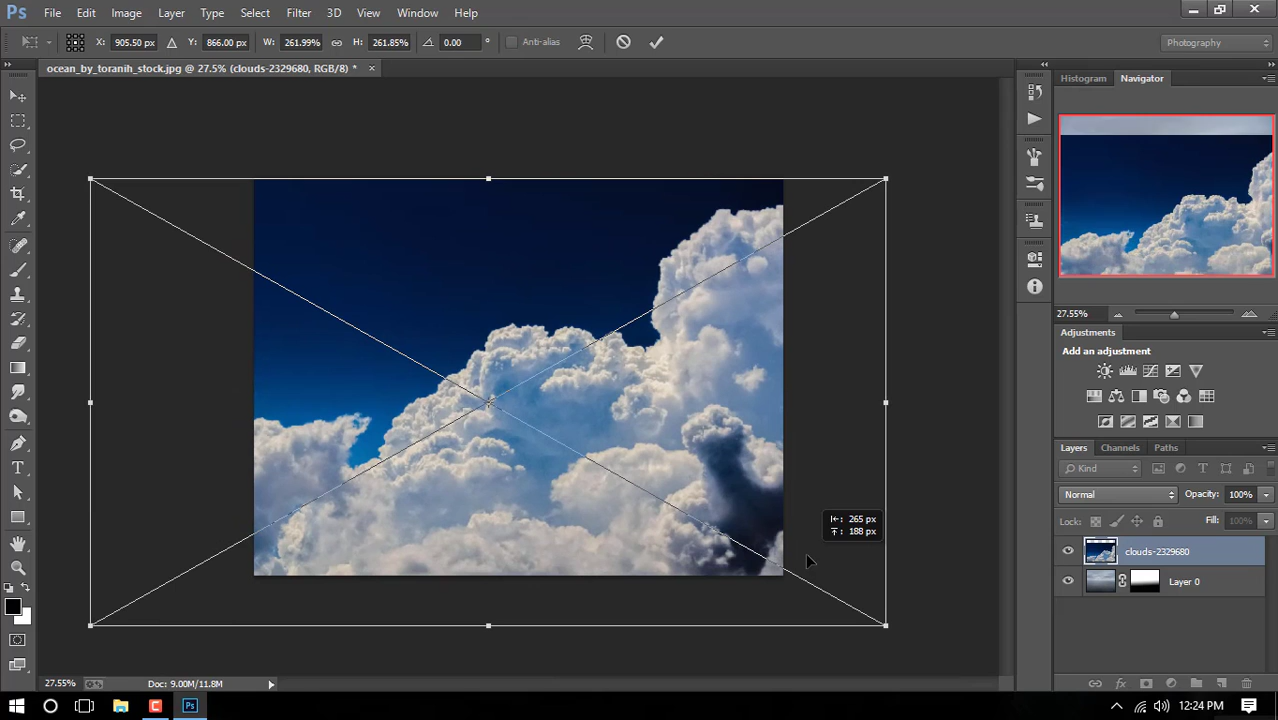 Ps File Edit Image Layer Type Select Filter 3D View Window Help
X: 905.50 px Y: 866.00 px W: 261.99% H: 261.85% 0.00 ° Anti-alias Photography
ocean_by_toranih_stock.jpg @ 27.5% (clouds-2329680, RGB/8) *
Histogram Navigator
27.55%
Adjustments
Add an adjustment
Layers Channels Paths
Kind
Normal Opacity: 100%
Lock: Fill: 100%
265 px
188 px
clouds-2329680
Layer 0
27.55% Doc: 9.00M/11.8M
Ps 12:24 PM